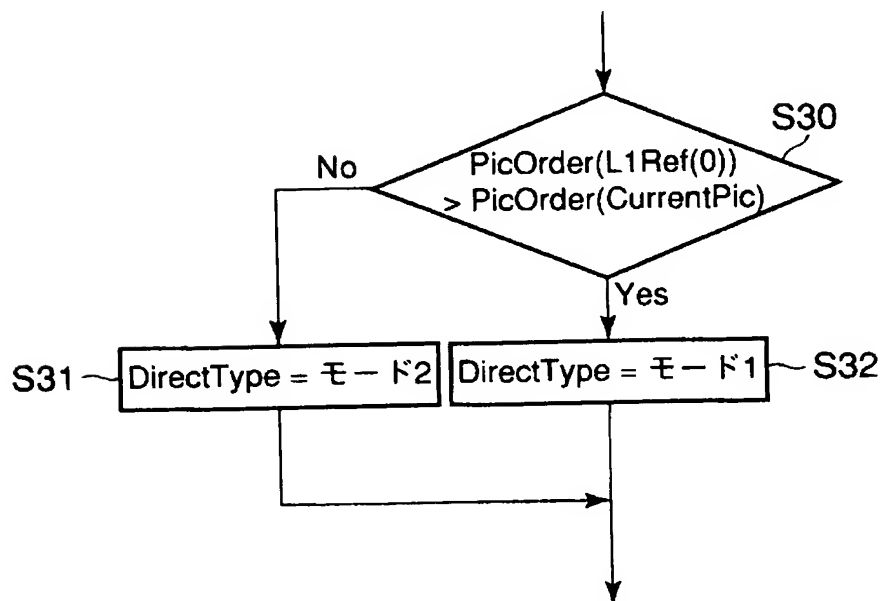 S30
PicOrder(L1Ref(0))
> PicOrder(CurrentPic)
No
Yes
S31
DirectType = モード2
DirectType = モード1
S32